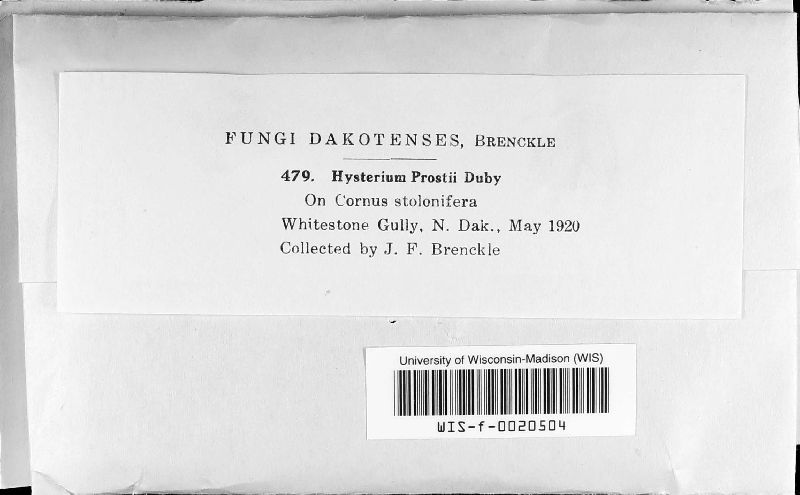 FUNGI DAKOTENSES, BRENCKLE
479. Hysterium Prostii Duby
On Cornus stolonifera
Whitestone Gully, N. Dak., May 1920
Collected by J. F. Brenckle
University of Wisconsin-Madison (WIS)
WIS-f-0020504